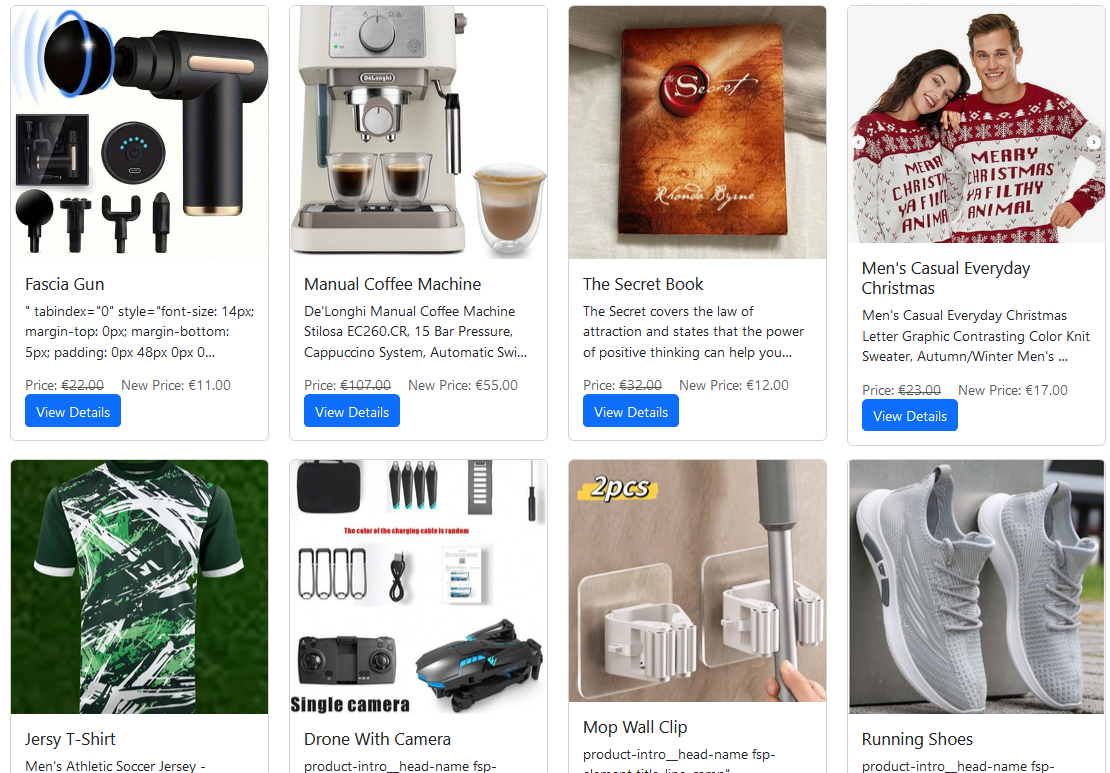 DeLonghi
The Secret
Rhonda Byrne
MERRY
CHRISTM
YA FILTHY
ANIMAL
MERRY
CHRISTMAS
YA FILTHY
ANIMAL
Fascia Gun
" tabindex="0" style="font-size: 14px;
margin-top: 0px; margin-bottom:
5px; padding: 0px 48px 0px 0...
Price: €22.00 New Price: €11.00
View Details
Manual Coffee Machine
De'Longhi Manual Coffee Machine
Stilosa EC260.CR, 15 Bar Pressure,
Cappuccino System, Automatic Swi...
Price: €107.00 New Price: €55.00
View Details
The Secret Book
The Secret covers the law of
attraction and states that the power
of positive thinking can help you...
Price: €32.00 New Price: €12.00
View Details
Men's Casual Everyday
Christmas
Men's Casual Everyday Christmas
Letter Graphic Contrasting Color Knit
Sweater, Autumn/Winter Men's ...
Price: €23.00 New Price: €17.00
View Details
The color of the charging cable is random
Single camera
2pcs
Jersy T-Shirt
Men's Athletic Soccer Jersey -
Drone With Camera
product-intro__head-name fsp-
Mop Wall Clip
product-intro__head-name fsp-
Running Shoes
product-intro__head-name fsp-